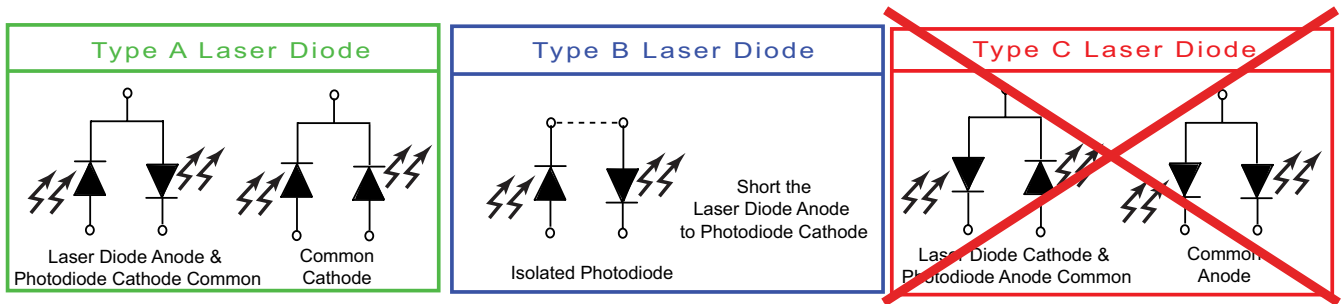 Type A Laser Diode
Laser Diode Anode &
Photodiode Cathode Common
Common
Cathode
Type B Laser Diode
Isolated Photodiode
Short the
Laser Diode Anode
to Photodiode Cathode
Type C Laser Diode
Laser Diode Cathode &
Photodiode Anode Common
Common
Anode